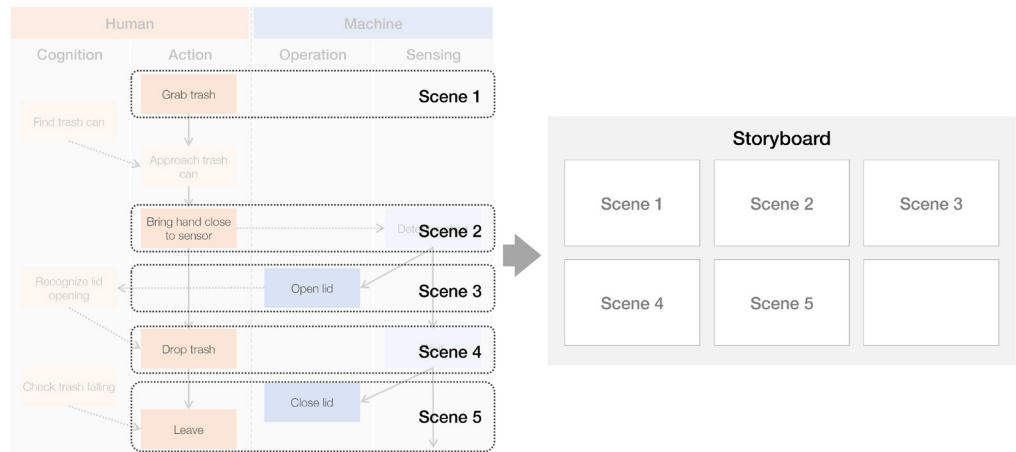 Human
Machine
Cognition
Action
Operation
Sensing
Grab trash
Scene 1
Find trash can
Approach trash
can
Bring hand close
to sensor
Scene 2
Recognize lid
opening
Open lid
Scene 3
Drop trash
Scene 4
Check trash falling
Close lid
Leave
Scene 5
Storyboard
Scene 1
Scene 2
Scene 3
Scene 4
Scene 5